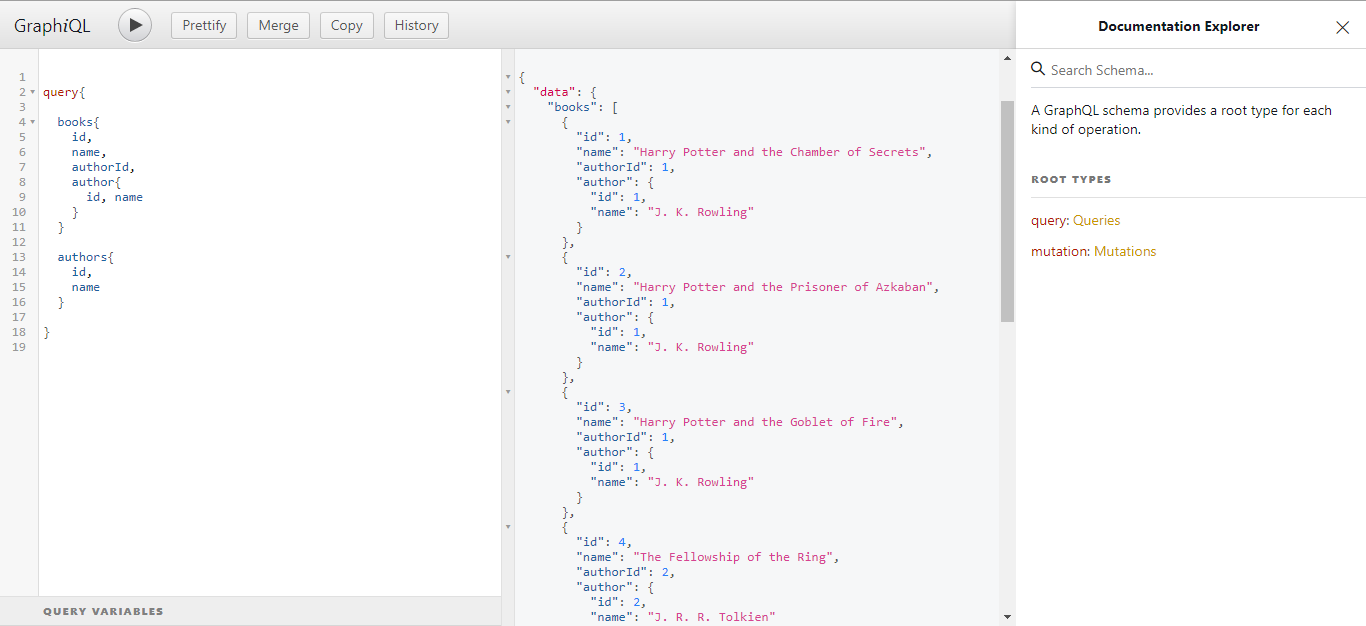 GraphiQL
Prettify
Merge
Copy
History
1
2 query{
3
4 books{
5 id,
6 name,
7 authorId,
8 author{
9 id, name
10 }
11 }
12
13 authors{
14 id,
15 name
16 }
17
18 }
19
QUERY VARIABLES
{
"data": {
"books": [
{
"id": 1,
"name": "Harry Potter and the Chamber of Secrets",
"authorId": 1,
"author": {
"id": 1,
"name": "J. K. Rowling"
}
},
{
"id": 2,
"name": "Harry Potter and the Prisoner of Azkaban",
"authorId": 1,
"author": {
"id": 1,
"name": "J. K. Rowling"
}
},
{
"id": 3,
"name": "Harry Potter and the Goblet of Fire",
"authorId": 1,
"author": {
"id": 1,
"name": "J. K. Rowling"
}
},
{
"id": 4,
"name": "The Fellowship of the Ring",
"authorId": 2,
"author": {
"id": 2,
"name": "J. R. R. Tolkien"
Documentation Explorer
Search Schema...
A GraphQL schema provides a root type for each
kind of operation.
ROOT TYPES
query: Queries
mutation: Mutations